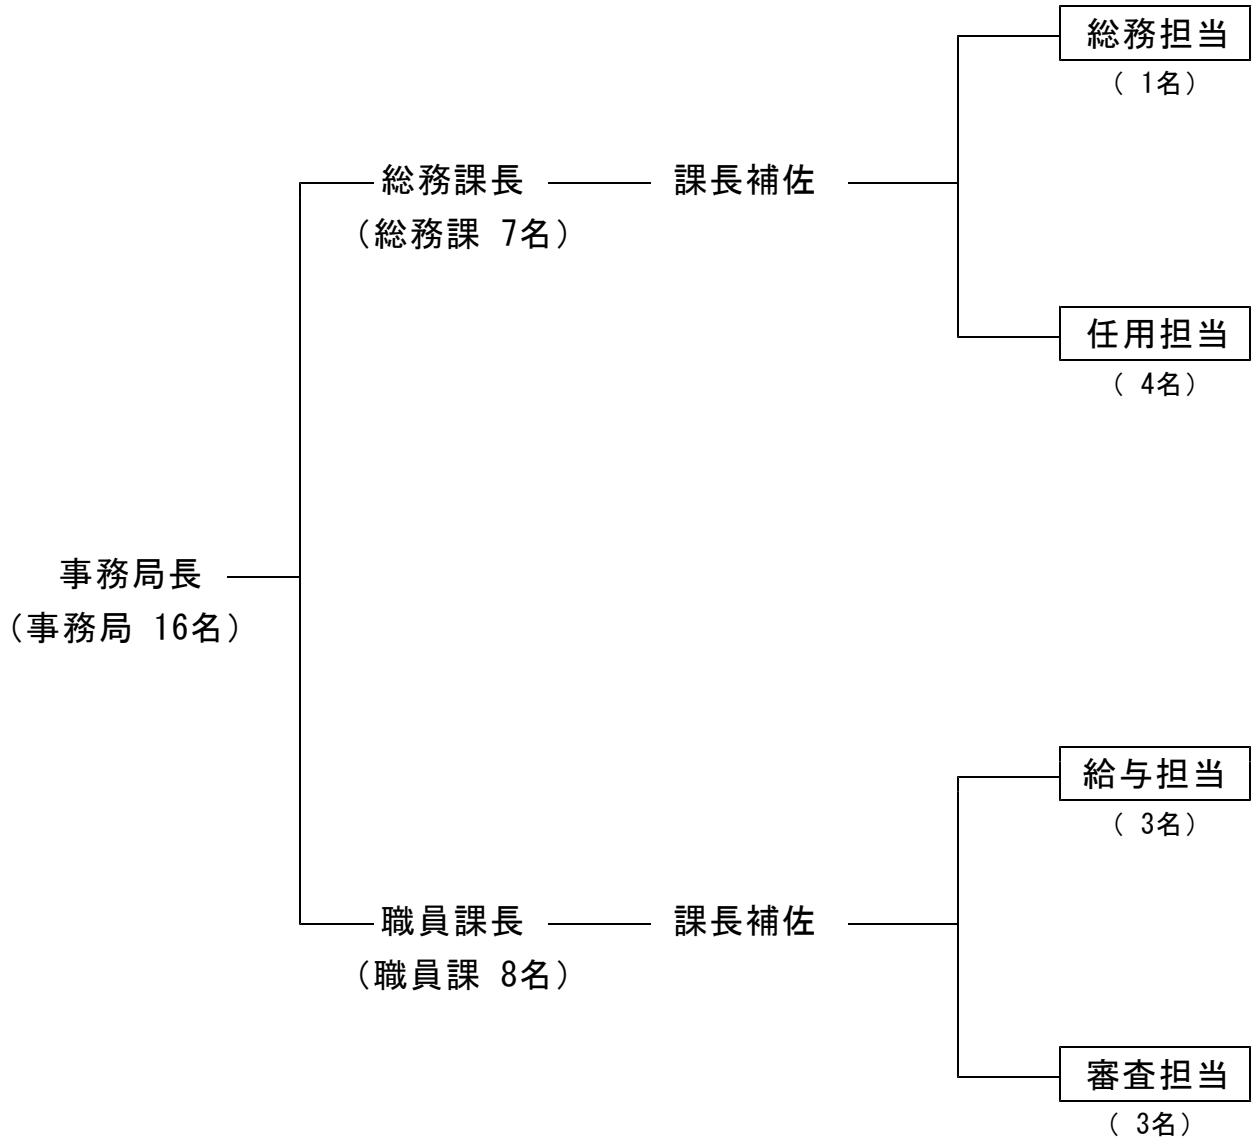 総務担当
( 1名)
総務課長 課長補佐
(総務課 7名)
任用担当
( 4名)
事務局長
(事務局 16名)
給与担当
( 3名)
職員課長 課長補佐
(職員課 8名)
審査担当
( 3名)